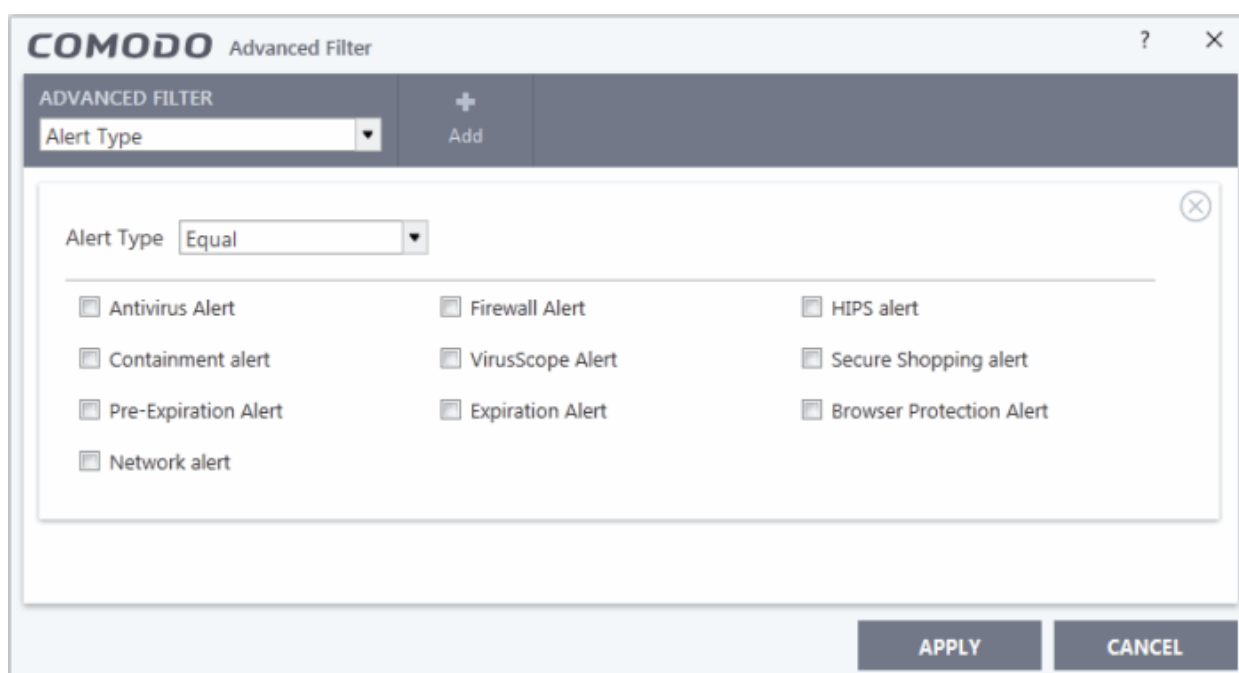 COMODO Advanced Filter ?
ADVANCED FILTER
Alert Type
Add
Alert Type Equal
Antivirus Alert Firewall Alert HIPS alert
Containment alert VirusScope Alert Secure Shopping alert
Pre-Expiration Alert Expiration Alert Browser Protection Alert
Network alert
APPLY CANCEL